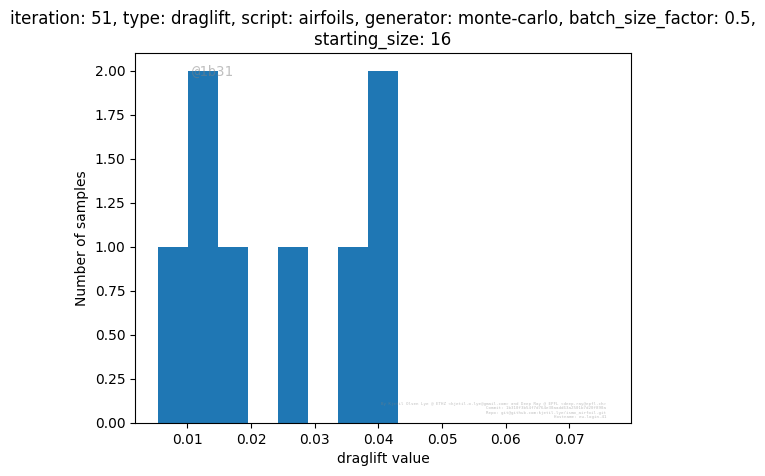 iteration: 51, type: draglift, script: airfoils, generator: monte-carlo, batch_size_factor: 0.5,
starting_size: 16
@1h31
2.00
1.75
1.50
1.25
1.00
0.75
0.50
0.25
0.00
Number of samples
0.01 0.02 0.03 0.04 0.05 0.06 0.07
draglift value